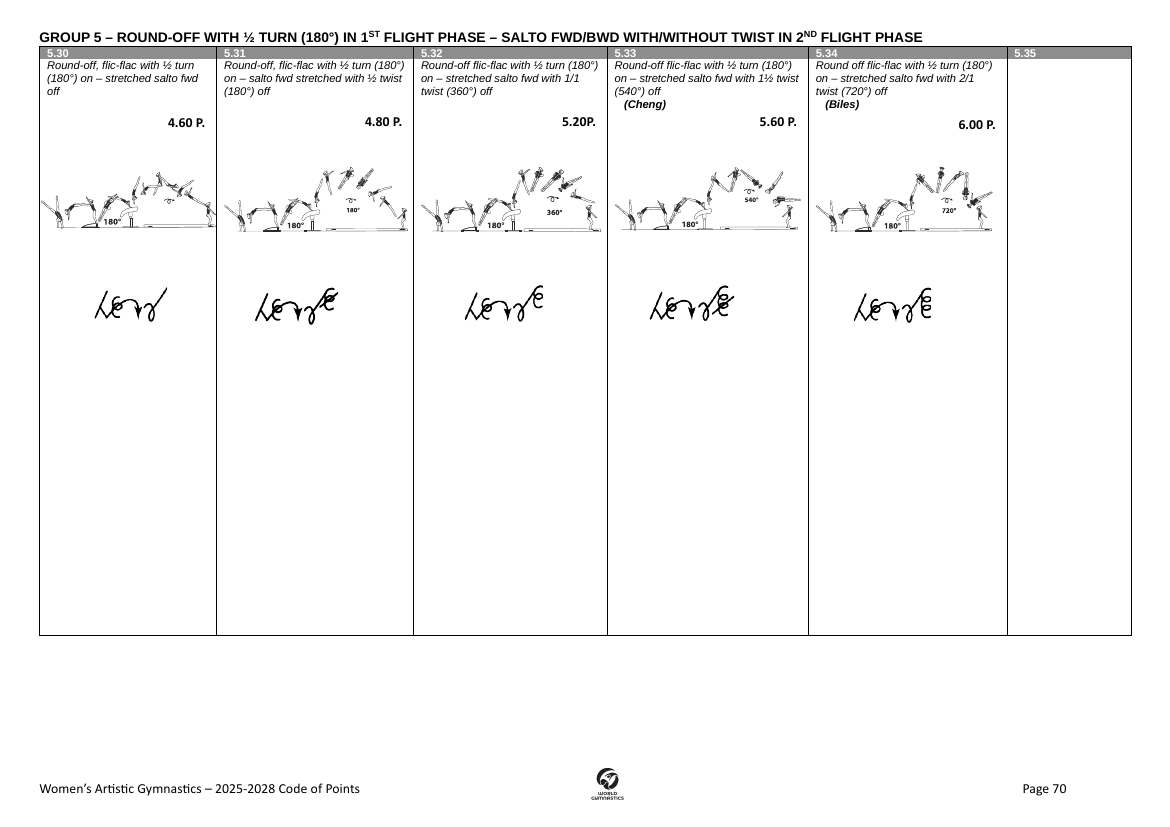 GROUP 5 – ROUND-OFF WITH ½ TURN (180°) IN 1ST FLIGHT PHASE – SALTO FWD/BWD WITH/WITHOUT TWIST IN 2ND FLIGHT PHASE
5.30
Round-off, flic-flac with ½ turn
(180°) on – stretched salto fwd
off
4.60 P.
180°
5.31
Round-off, flic-flac with ½ turn (180°)
on – salto fwd stretched with ½ twist
(180°) off
4.80 P.
180°
180°
5.32
Round-off flic-flac with ½ turn (180°)
on – stretched salto fwd with 1/1
twist (360°) off
5.20P.
360°
180°
5.33
Round-off flic-flac with ½ turn (180°)
on – stretched salto fwd with 1½ twist
(540°) off
(Cheng)
5.60 P.
540°
180°
5.34
Round off flic-flac with ½ turn (180°)
on – stretched salto fwd with 2/1
twist (720°) off
(Biles)
6.00 P.
720°
180°
5.35
Women's Artistic Gymnastics – 2025-2028 Code of Points
WORLD
GYMNASTICS
Page 70